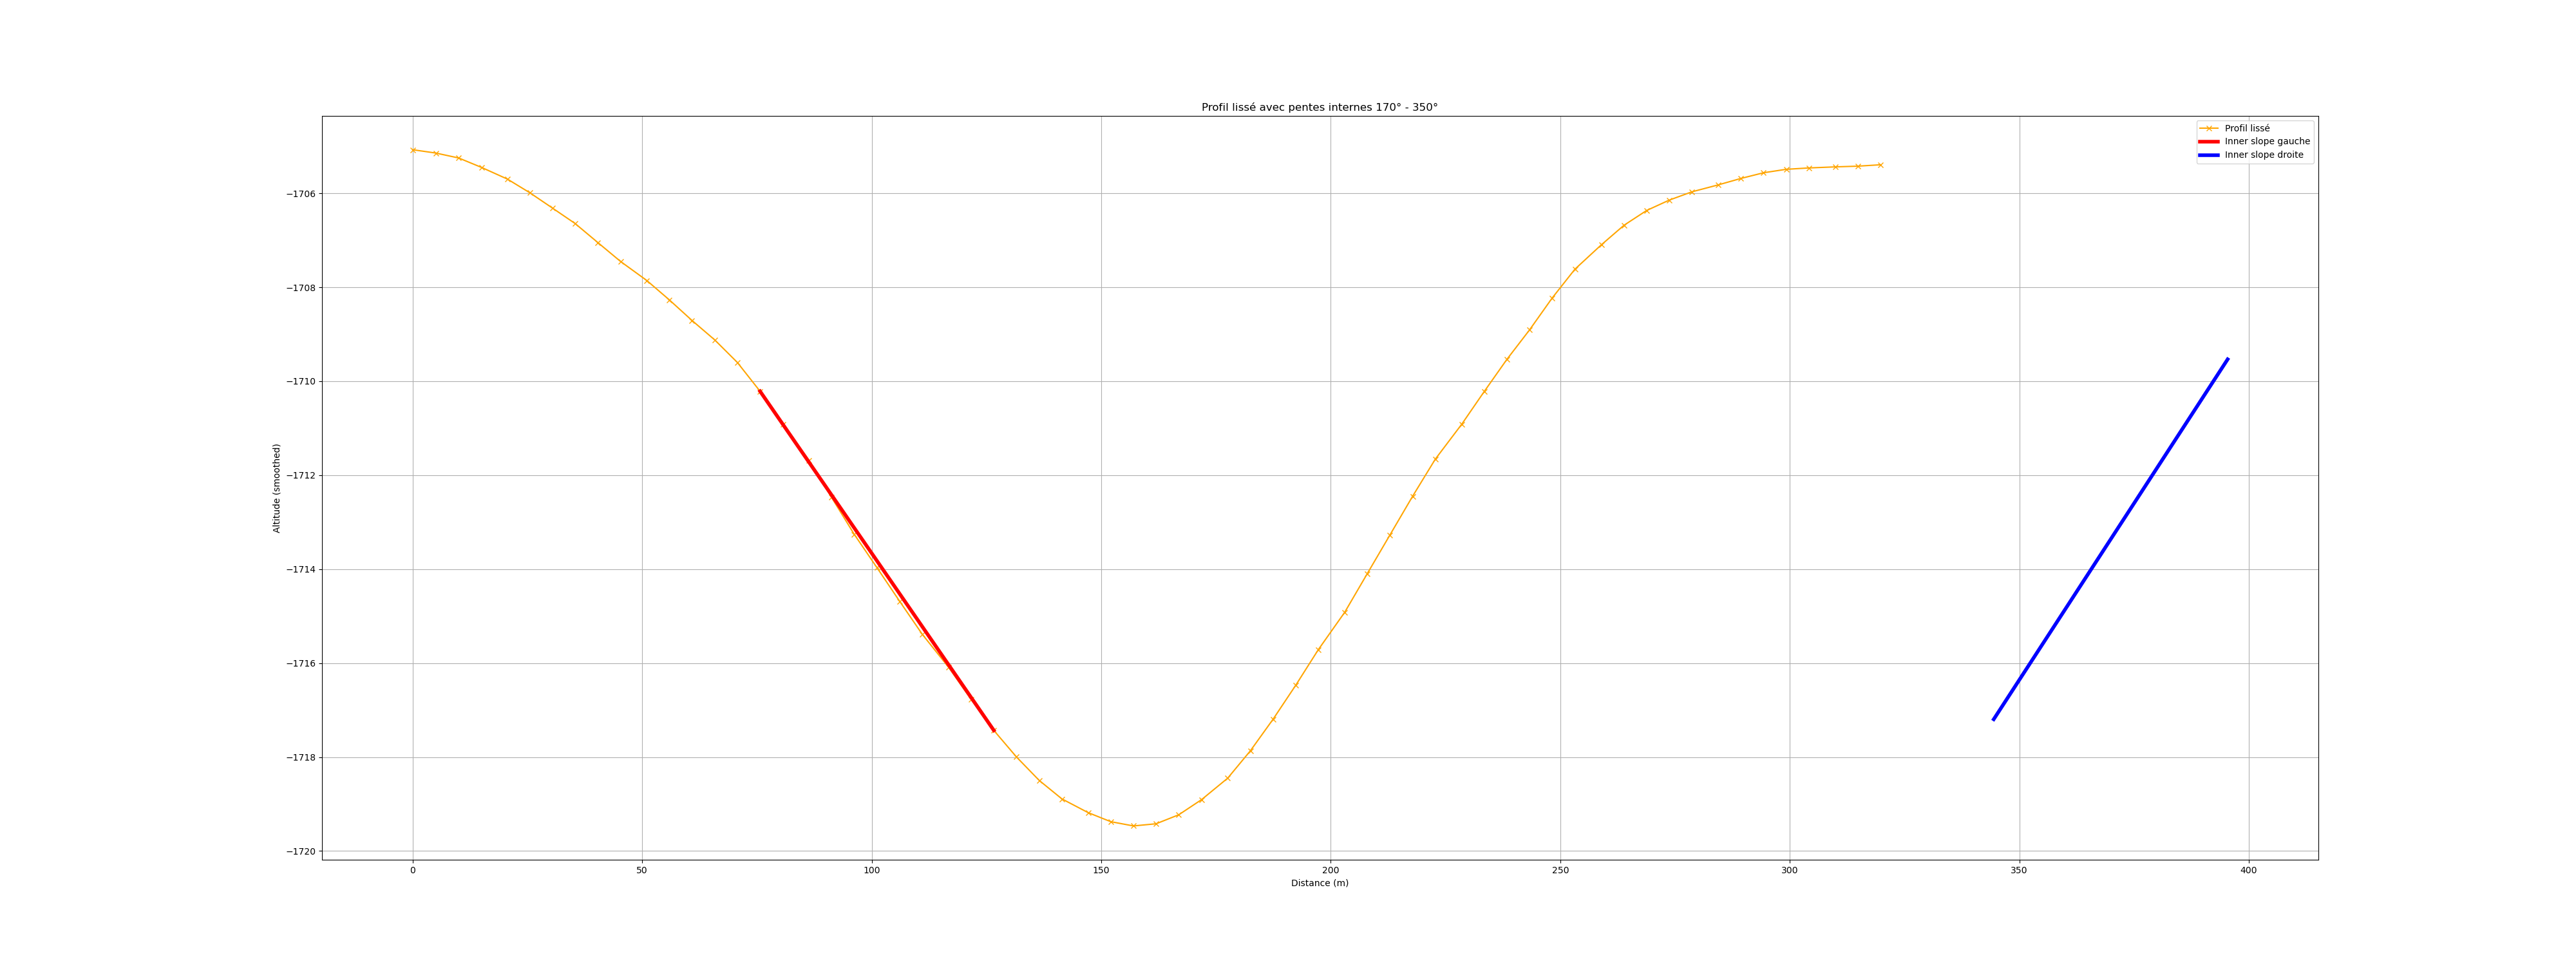 Profil lissé avec pentes internes 170° - 350°
Profil lissé
Inner slope gauche
Inner slope droite
Altitude (smoothed)
−1706
−1708
−1710
−1712
−1714
−1716
−1718
−1720
0
50
100
150
200
250
300
350
400
Distance (m)